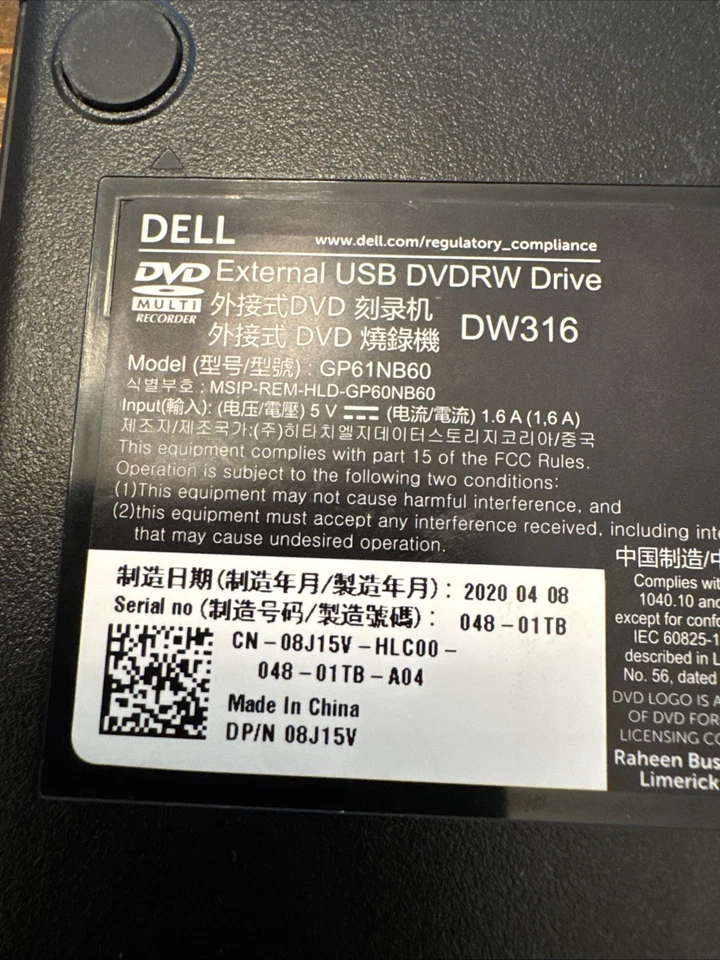 DELL
www.dell.com/regulatory_compliance
DVD
MULTI
RECORDER
External USB DVDRW Drive
外接式DVD 刻录机
外接式 DVD 燒錄機
DW316
Model (型号/型號) : GP61NB60
식별부호 : MSIP-REM-HLD-GP60NB60
Input(輸入): (电压/電壓) 5 V ⎓ (电流/電流) 1.6 A (1,6 A)
제조자/제조국가:(주)히타치엘지데이터스토리지코리아/중국
This equipment complies with part 15 of the FCC Rules.
Operation is subject to the following two conditions:
(1)This equipment may not cause harmful interference, and
(2)this equipment must accept any interference received, including
that may cause undesired operation.
制造日期(制造年月/製造年月) : 2020 04 08
Serial no (制造号码/製造號碼) : 048-01TB
CN-08J15V-HLC00-
048-01TB-A04
Made In China
DP/N 08J15V
中国制造/
Complies
1040.10
except for
IEC 60825-1
described in
No. 56, dated
DVD LOGO IS A
OF DVD
LICENSING
Raheen
Limerick